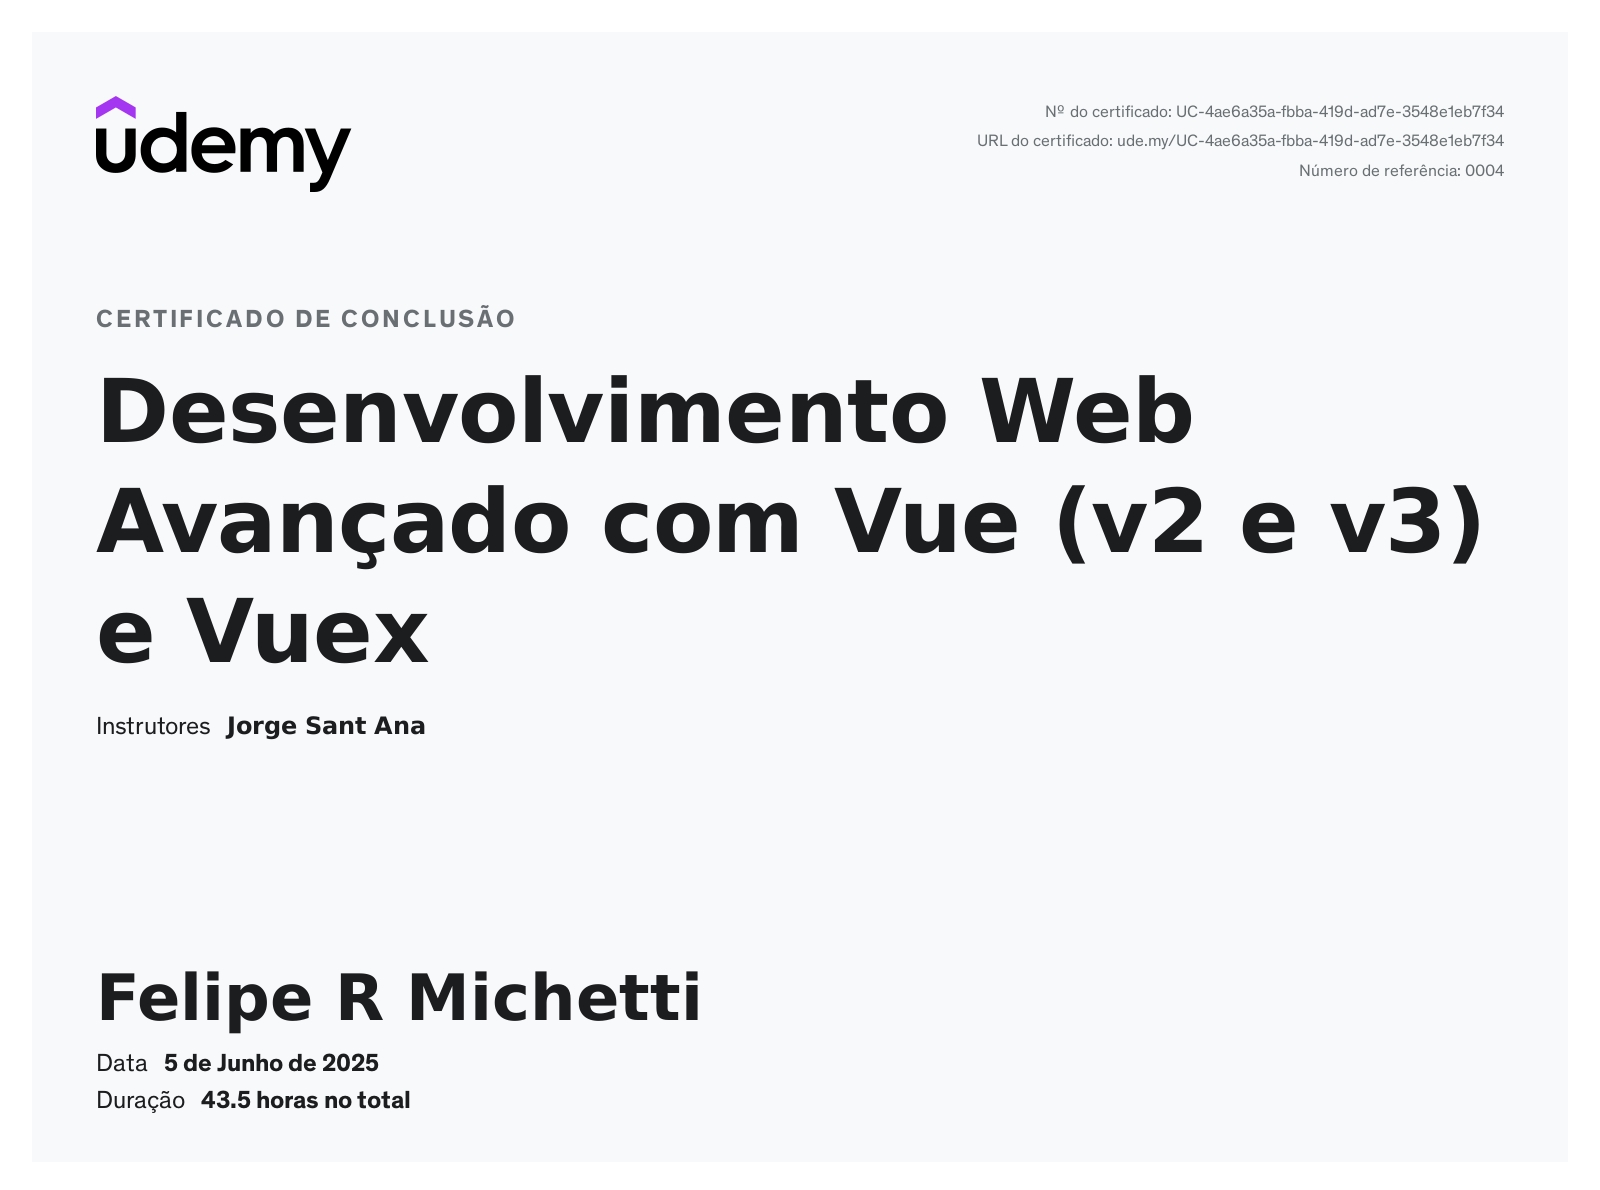 udemy
Nº do certificado: UC-4ae6a35a-fbba-419d-ad7e-3548e1eb7f34
URL do certificado: ude.my/UC-4ae6a35a-fbba-419d-ad7e-3548e1eb7f34
Número de referência: 0004
CERTIFICADO DE CONCLUSÃO
Desenvolvimento Web
Avançado com Vue (v2 e v3)
e Vuex
Instrutores Jorge Sant Ana
Felipe R Michetti
Data 5 de Junho de 2025
Duração 43.5 horas no total